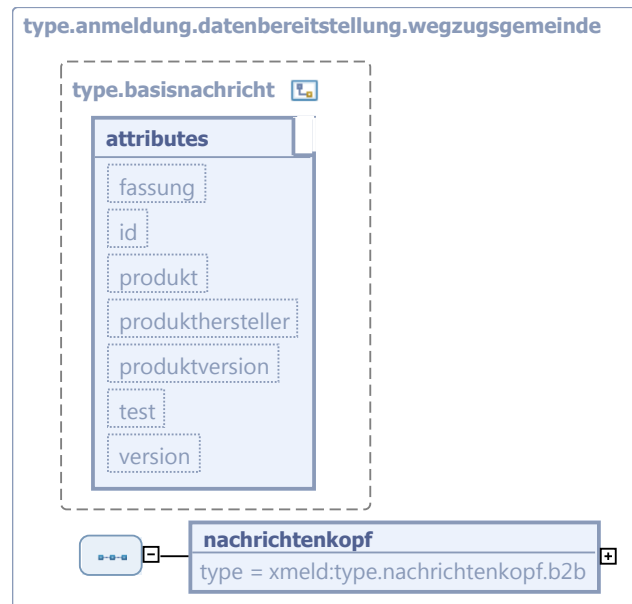 type.anmeldung.datenbereitstellung.wegzugsgemeinde
type.basisnachricht
attributes
fassung
id
produkt
produkthersteller
produktversion
test
version
nachrichtenkopf
type = xmeld:type.nachrichtenkopf.b2b